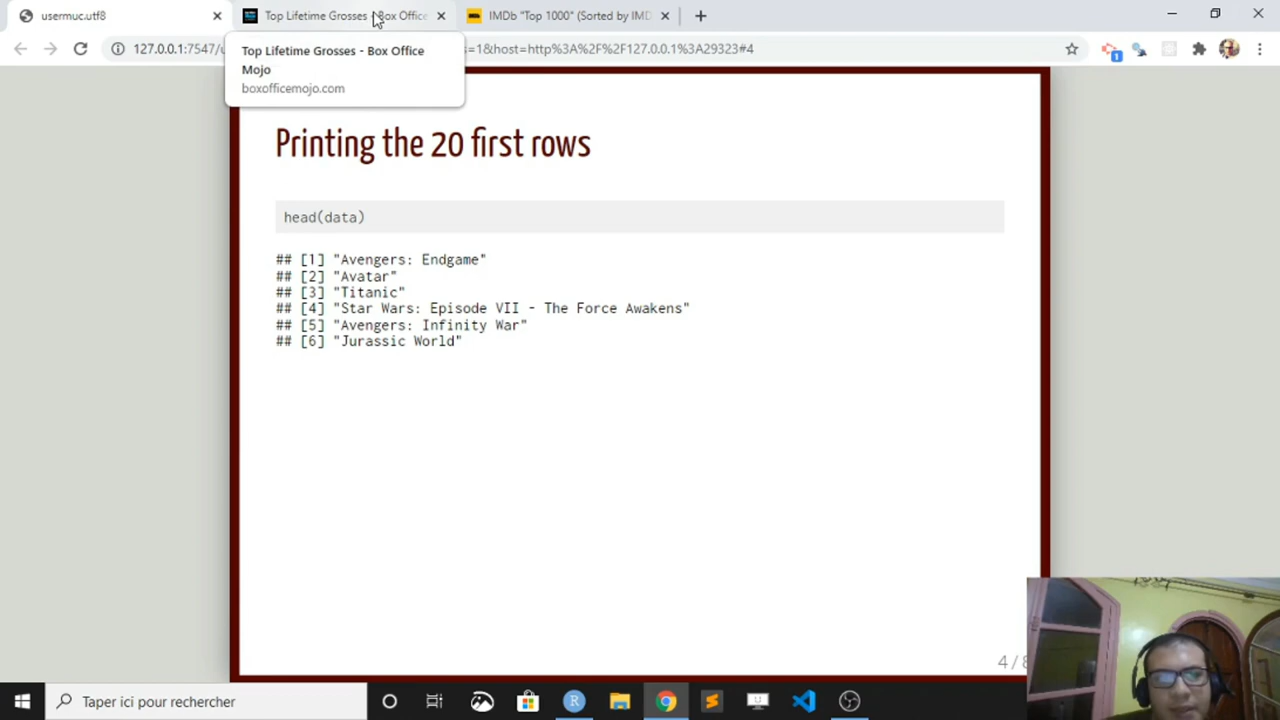 usermuc.utf8
Top Lifetime Grosses - Box Office
IMDb "Top 1000" (Sorted by IMD
127.0.0.1:7547/u
s=1&host=http%3A%2F%2F127.0.0.1%3A29323#4
1
Top Lifetime Grosses - Box Office
Mojo
boxofficemojo.com
Printing the 20 first rows
head(data)
## [1] "Avengers: Endgame"
## [2] "Avatar"
## [3] "Titanic"
## [4] "Star Wars: Episode VII - The Force Awakens"
## [5] "Avengers: Infinity War"
## [6] "Jurassic World"
4 / 8
Taper ici pour rechercher
R